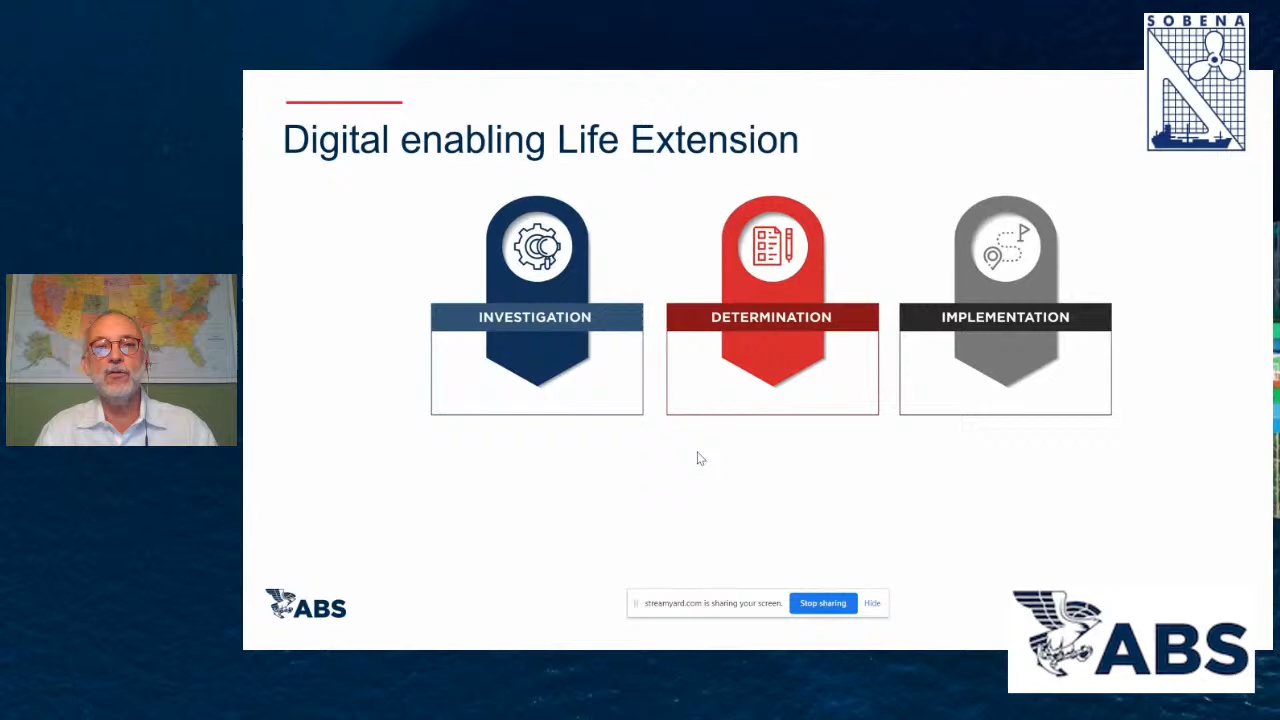 SOBENA
Digital enabling Life Extension
INVESTIGATION
DETERMINATION
IMPLEMENTATION
ABS
streamyard.com is sharing your screen.
Stop sharing
Hide
ABS